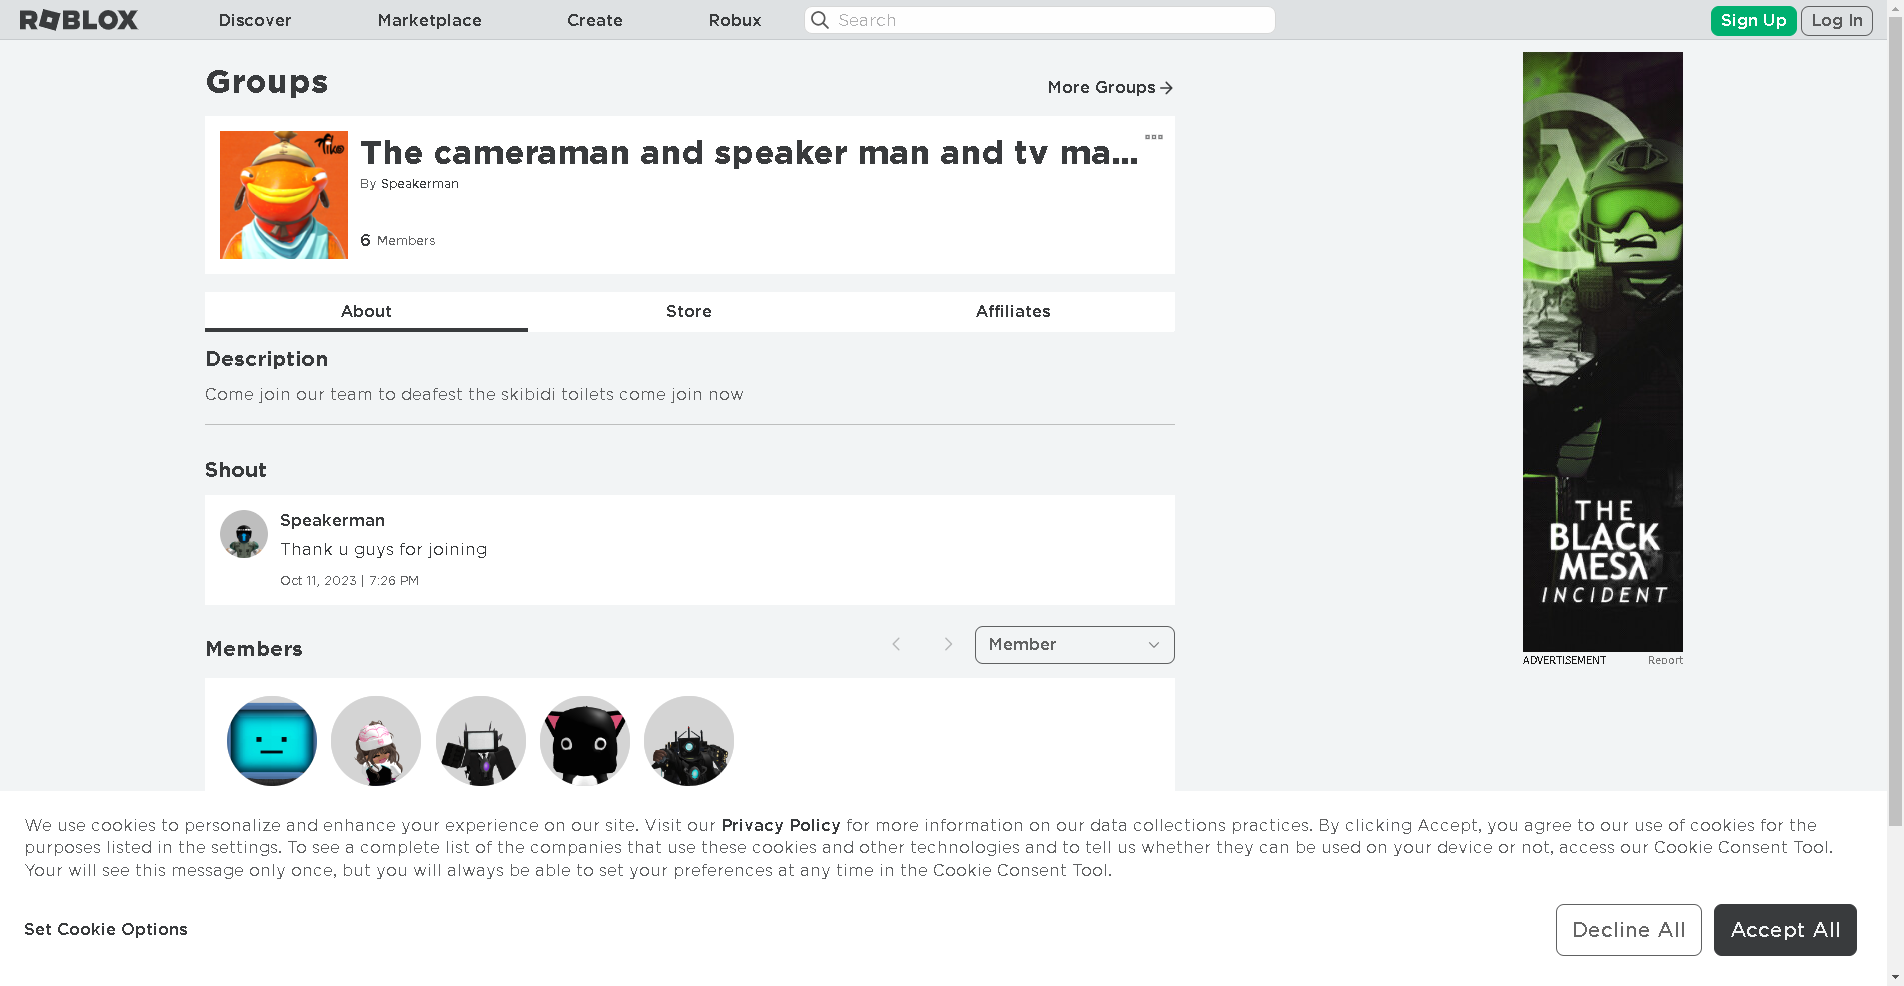 ROBLOX
Discover
Marketplace
Create
Robux
Search
Sign Up
Log In
Groups
More Groups
Tiko
The cameraman and speaker man and tv ma...
By Speakerman
6 Members
About
Store
Affiliates
Description
Come join our team to deafest the skibidi toilets come join now
Shout
Speakerman
Thank u guys for joining
Oct 11, 2023 | 7:26 PM
Members
Member
THE
BLACK
MESλ
INCIDENT
ADVERTISEMENT
Report
We use cookies to personalize and enhance your experience on our site. Visit our Privacy Policy for more information on our data collections practices. By clicking Accept, you agree to our use of cookies for the
purposes listed in the settings. To see a complete list of the companies that use these cookies and other technologies and to tell us whether they can be used on your device or not, access our Cookie Consent Tool.
Your will see this message only once, but you will always be able to set your preferences at any time in the Cookie Consent Tool.
Set Cookie Options
Decline All
Accept All